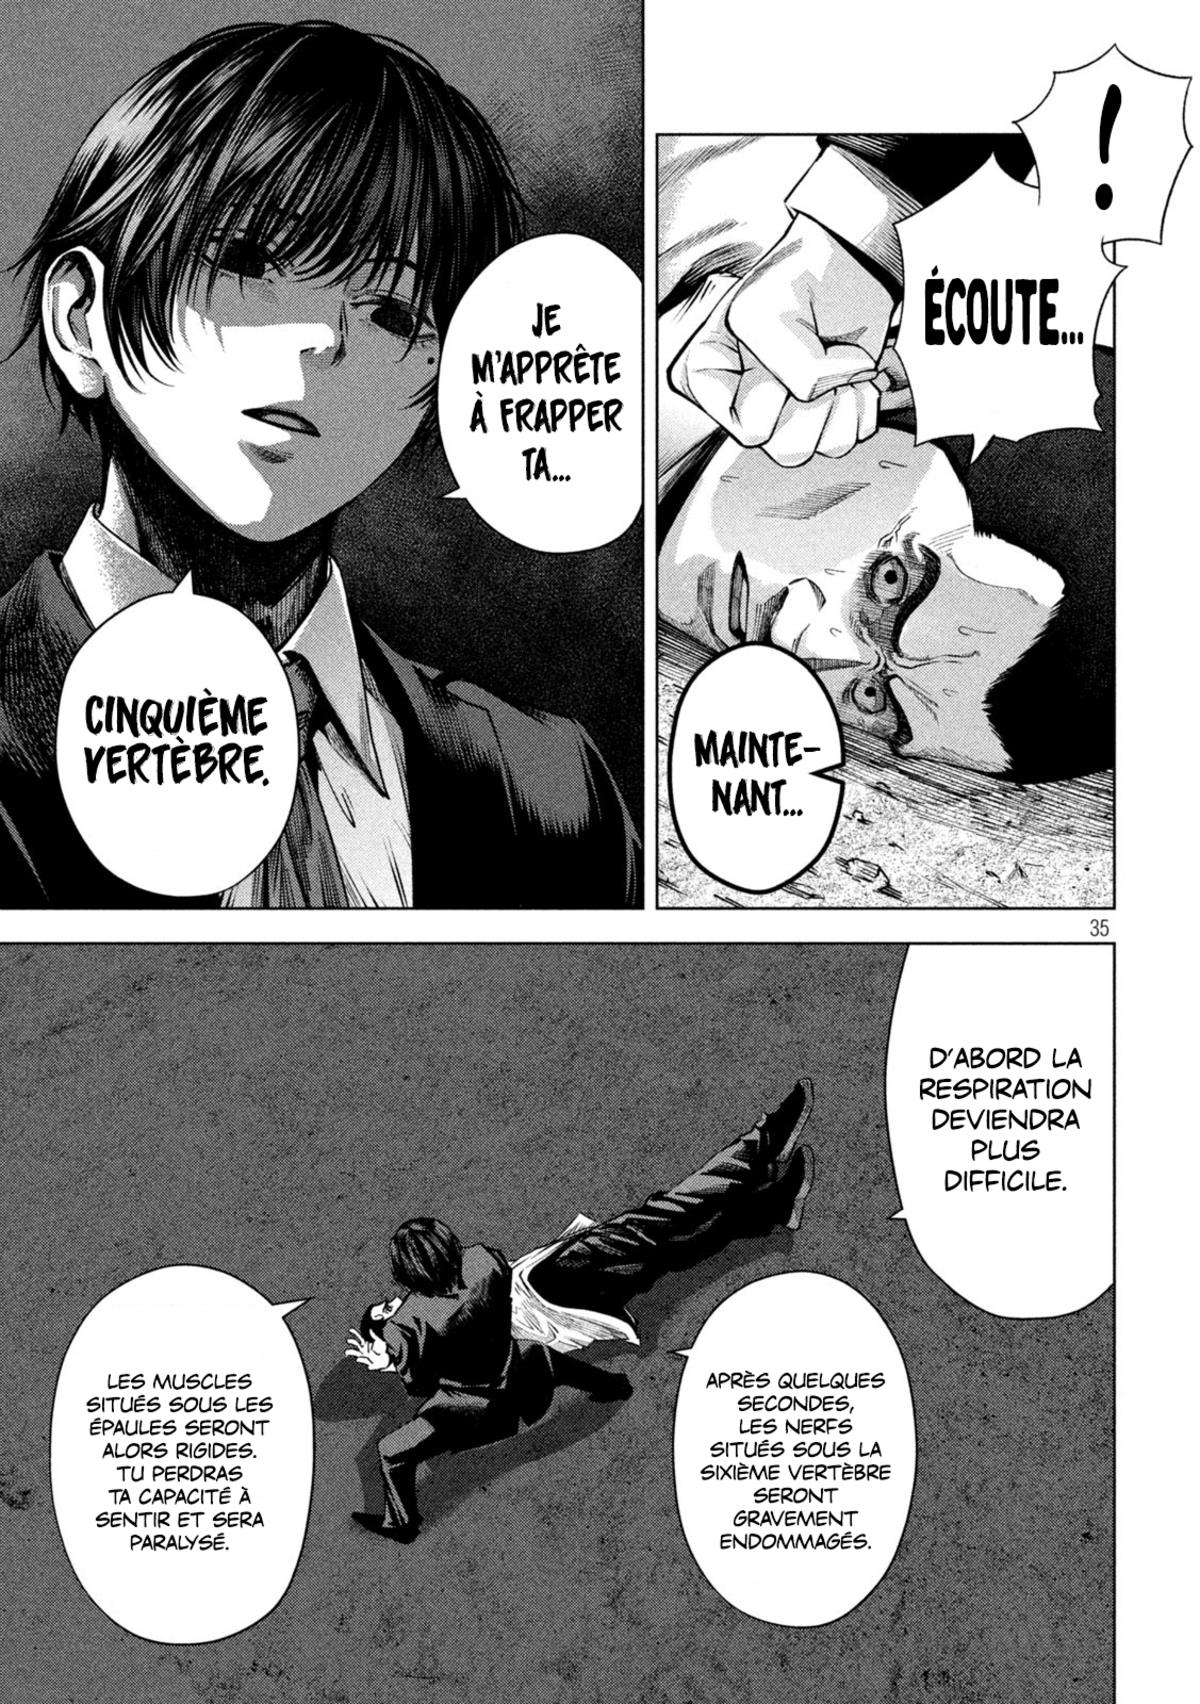 !
ÉCOUTE...
MAINTE-
NANT...
JE
M'APPRÊTE
À FRAPPER
TA...
CINQUIÈME
VERTÈBRE.
35
D'ABORD LA
RESPIRATION
DEVIENDRA
PLUS
DIFFICILE.
APRÈS QUELQUES
SECONDES,
LES NERFS
SITUÉS SOUS LA
SIXIÈME VERTÈBRE
SERONT
GRAVEMENT
ENDOMMAGÉS.
LES MUSCLES
SITUÉS SOUS LES
ÉPAULES SERONT
ALORS RIGIDES.
TU PERDRAS
TA CAPACITÉ À
SENTIR ET SERA
PARALYSÉ.